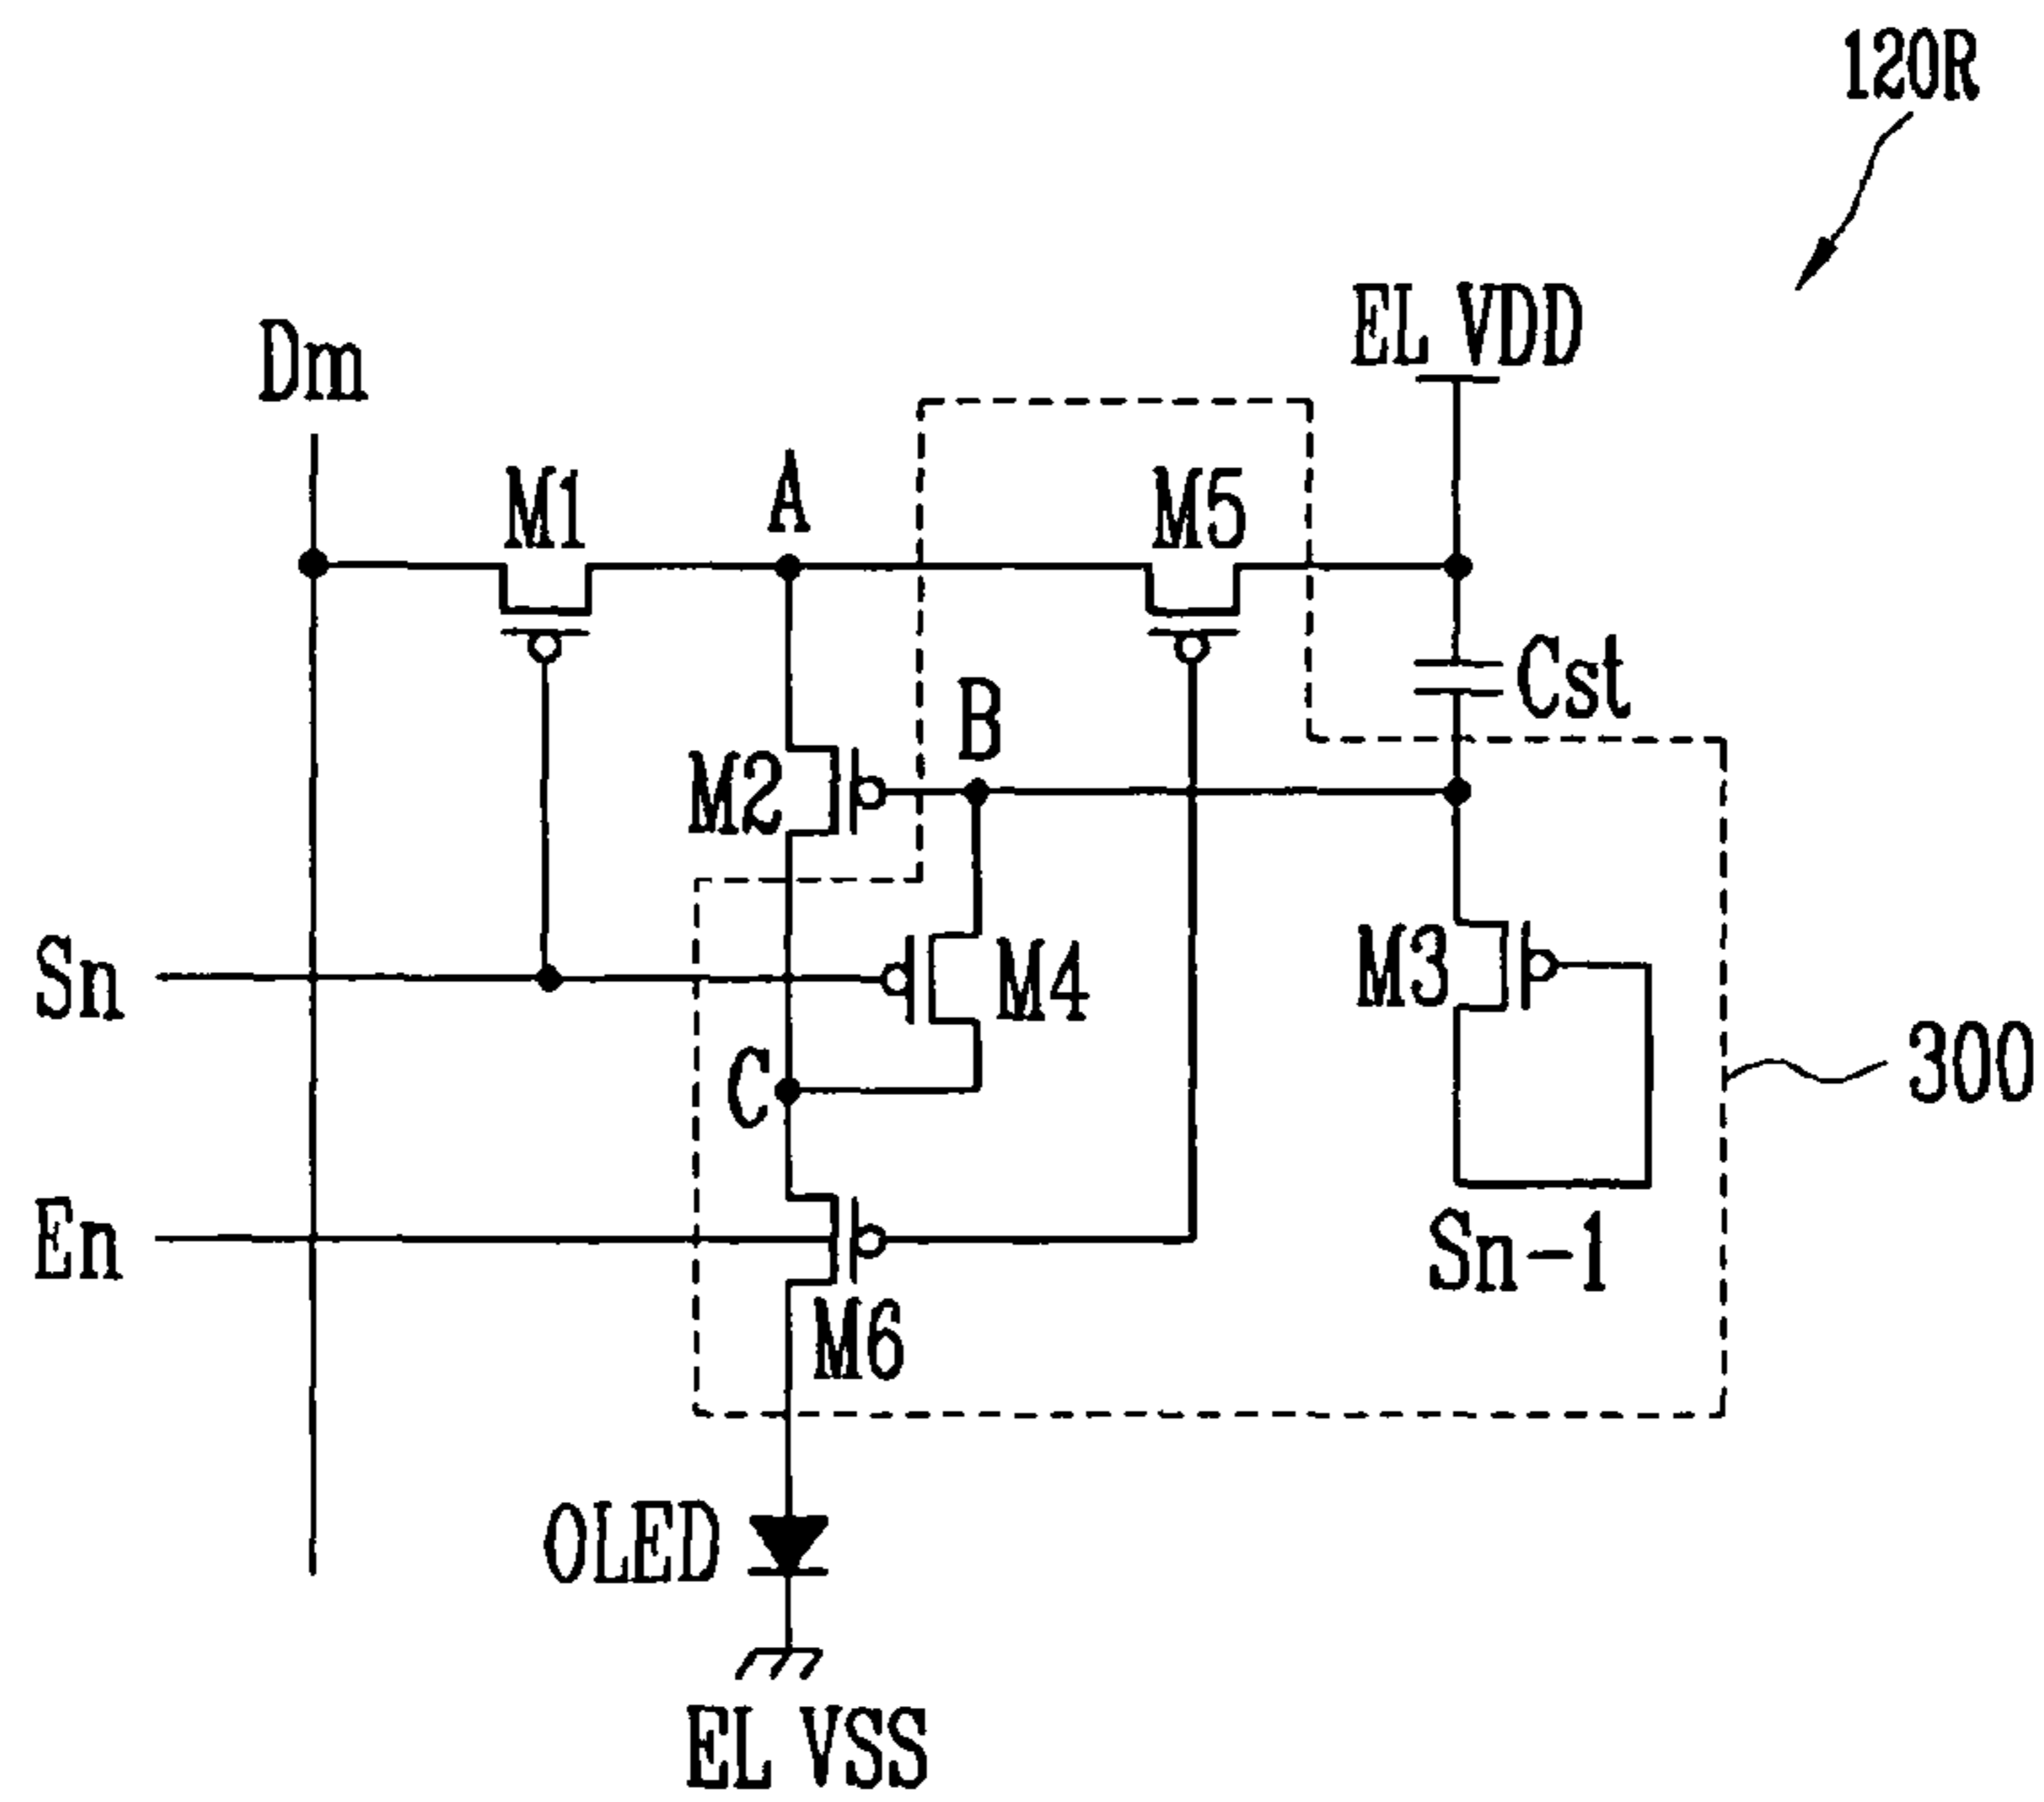 120R
EL VDD
Dm
M1
A
M5
Cst
B
M2
Sn
M4
M3
C
300
En
Sn-1
M6
OLED
EL VSS